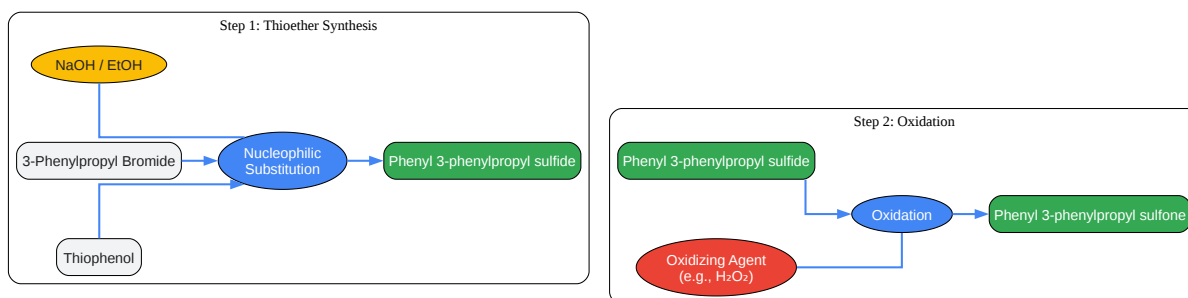 Step 1: Thioether Synthesis
NaOH / EtOH
3-Phenylpropyl Bromide
Nucleophilic
Substitution
Phenyl 3-phenylpropyl sulfide
Thiophenol
Step 2: Oxidation
Phenyl 3-phenylpropyl sulfide
Oxidation
Phenyl 3-phenylpropyl sulfone
Oxidizing Agent
(e.g., H₂O₂)